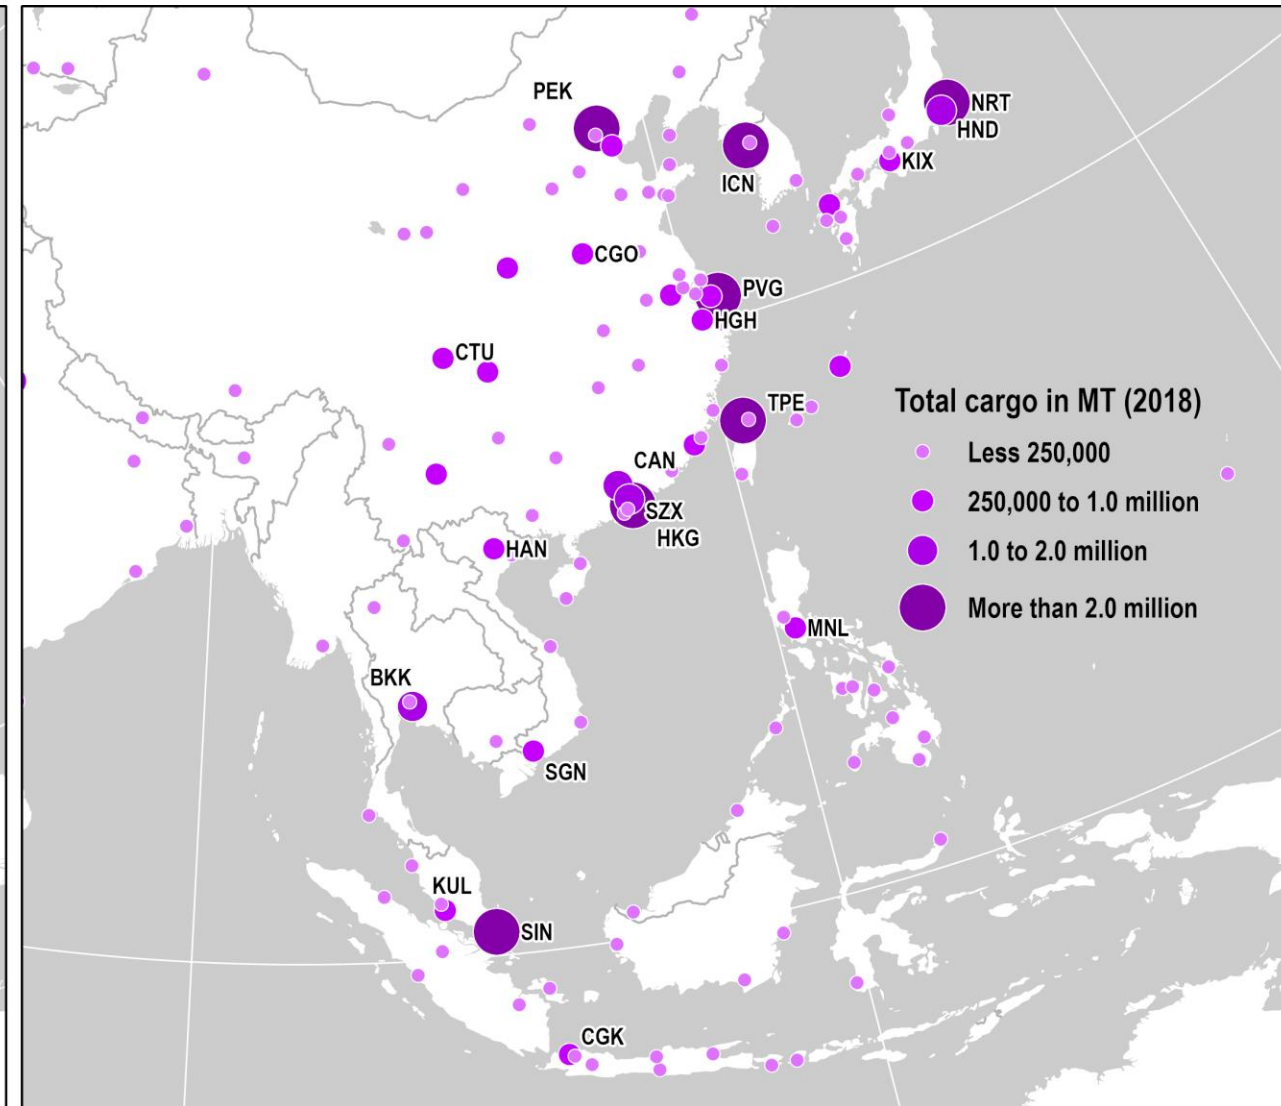 PEK
NRT
HND
ICN
KIX
CGO
PVG
HGH
CTU
Total cargo in MT (2018)
TPE
Less 250,000
CAN
250,000 to 1.0 million
SZX
HKG
HAN
1.0 to 2.0 million
More than 2.0 million
MNL
BKK
SGN
KUL
SIN
CGK